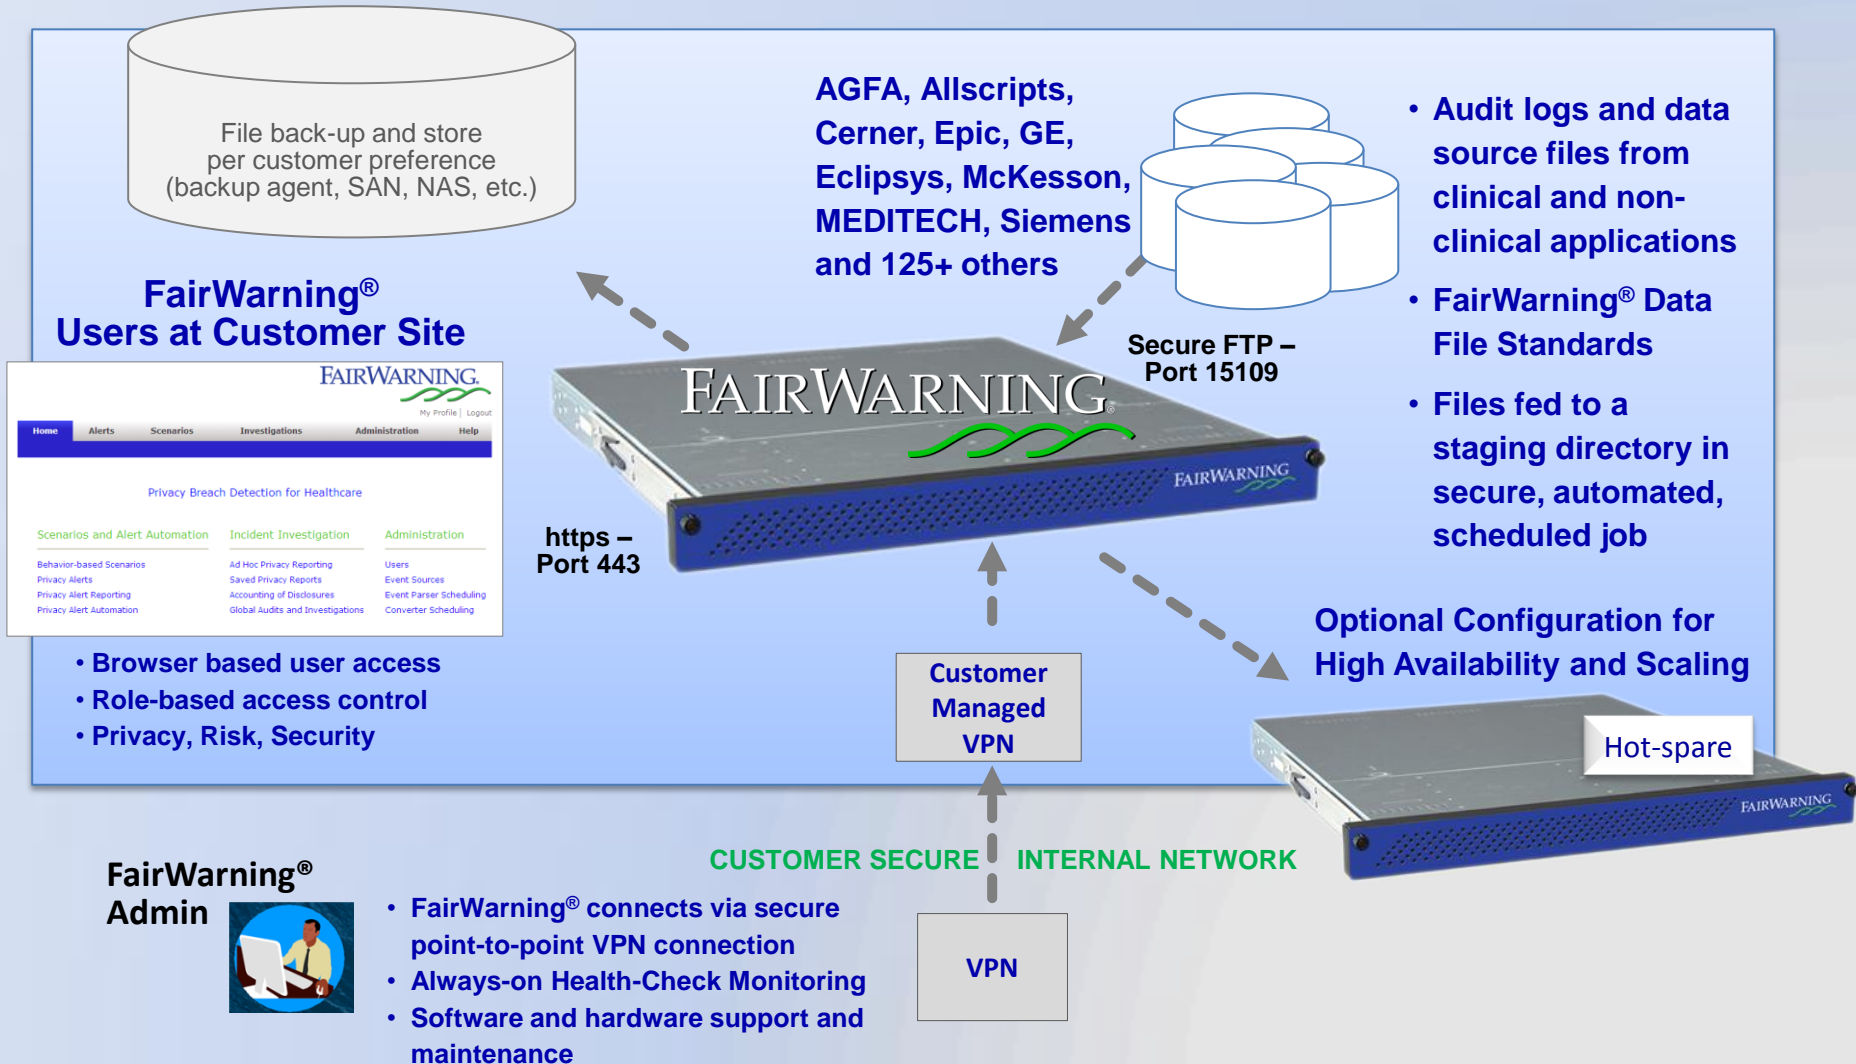 File back-up and store
per customer preference
(backup agent, SAN, NAS, etc.)
AGFA, Allscripts,
Cerner, Epic, GE,
Eclipsys, McKesson,
MEDITECH, Siemens
and 125+ others
• Audit logs and data
source files from
clinical and non-
clinical applications
• FairWarning® Data
File Standards
• Files fed to a
staging directory in
secure, automated,
scheduled job
Secure FTP –
Port 15109
FairWarning®
Users at Customer Site
FAIRWARNING.
My Profile | Logout
Home Alerts Scenarios Investigations Administration Help
Privacy Breach Detection for Healthcare
Scenarios and Alert Automation Incident Investigation Administration
Behavior-based Scenarios Ad Hoc Privacy Reporting Users
Privacy Alerts Saved Privacy Reports Event Sources
Privacy Alert Reporting Accounting of Disclosures Event Parser Scheduling
Privacy Alert Automation Global Audits and Investigations Converter Scheduling
• Browser based user access
• Role-based access control
• Privacy, Risk, Security
FAIRWARNING®
FAIRWARNING
https –
Port 443
Optional Configuration for
High Availability and Scaling
Hot-spare
FAIRWARNING
Customer
Managed
VPN
CUSTOMER SECURE INTERNAL NETWORK
VPN
FairWarning®
Admin
• FairWarning® connects via secure
point-to-point VPN connection
• Always-on Health-Check Monitoring
• Software and hardware support and
maintenance